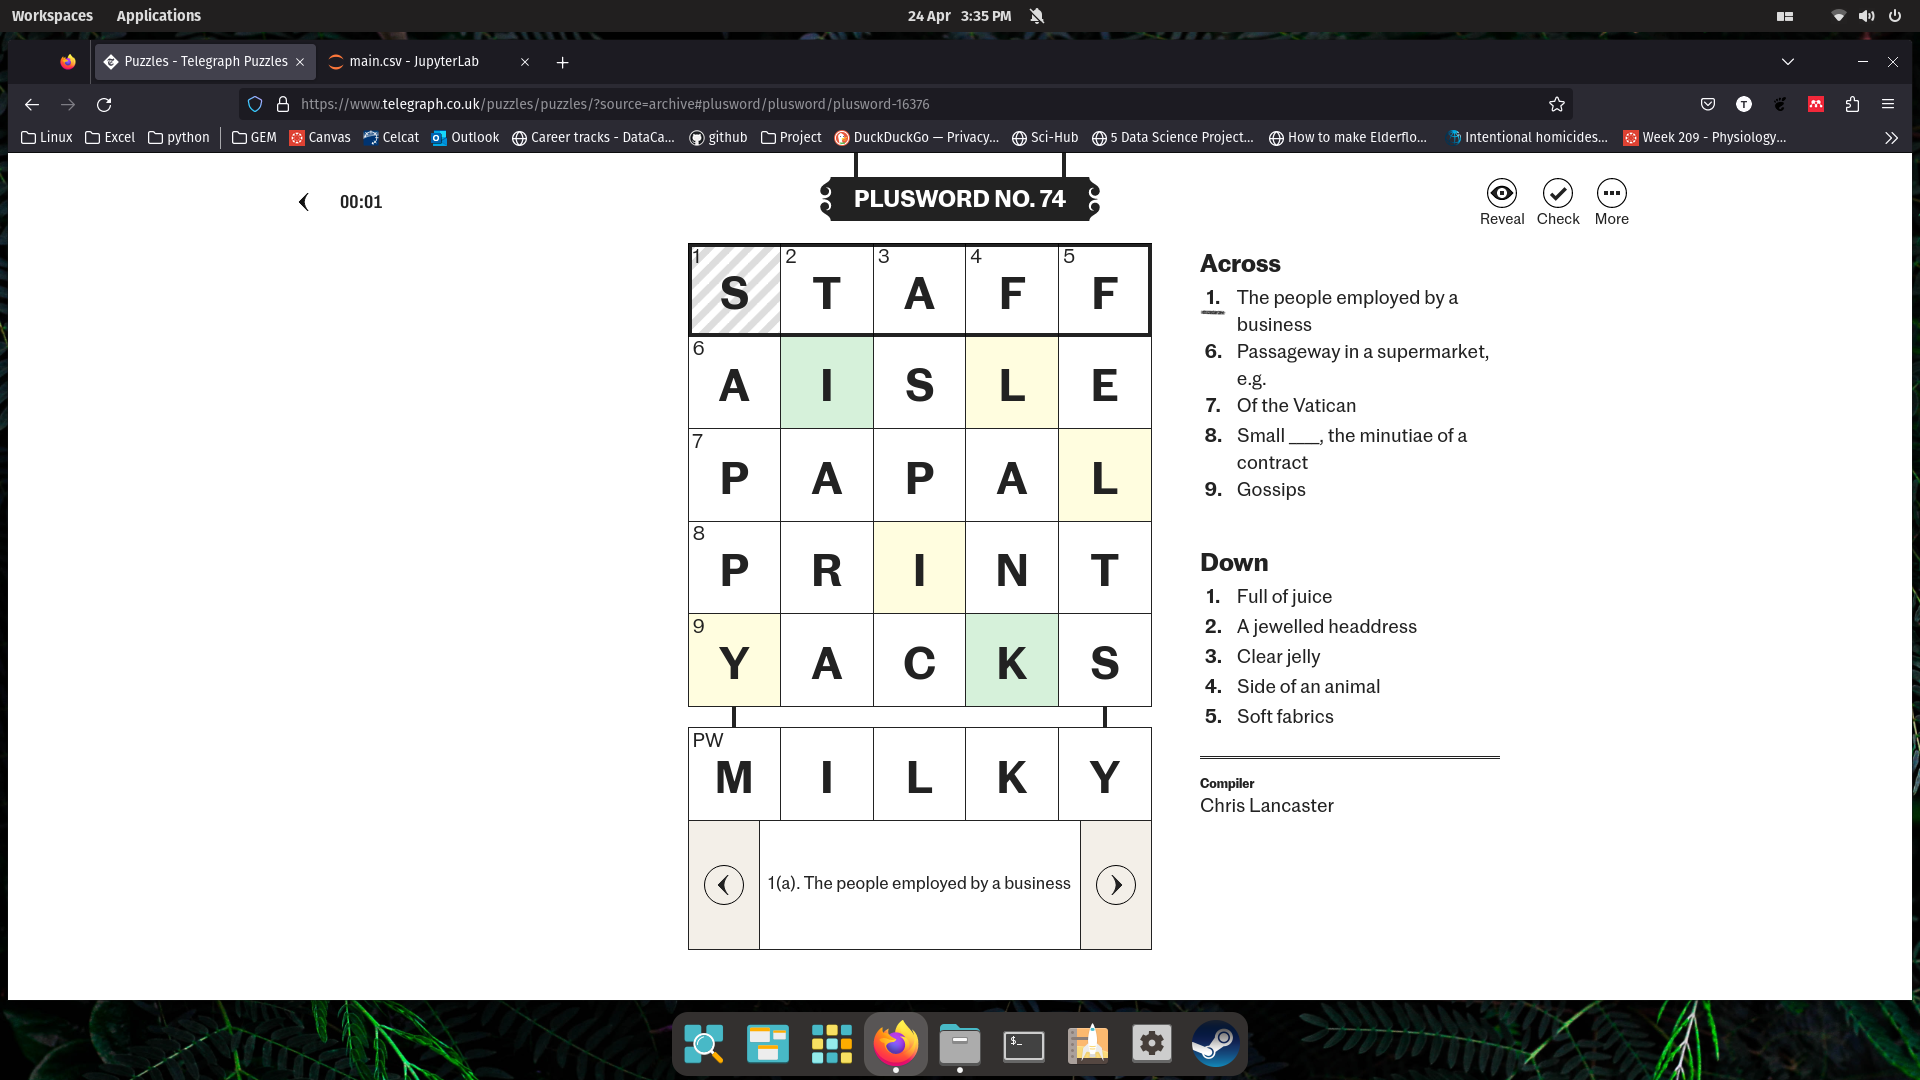 Workspaces Applications 24 Apr 3:35 PM
Puzzles - Telegraph Puzzles main.csv - JupyterLab
https://www.telegraph.co.uk/puzzles/puzzles/?source=archive#plusword/plusword/plusword-16376
Linux Excel python GEM Canvas Celcat Outlook Career tracks - DataCa... github Project DuckDuckGo — Privacy,... Sci-Hub 5 Data Science Project... How to make Elderflo... Intentional homicides... Week 209 - Physiology...
00:01
PLUSWORD NO. 74
Reveal Check More
1 S 2 T 3 A 4 F 5 F
6 A I S L E
7 P A P A L
8 P R I N T
9 Y A C K S
PW M I L K Y
1(a). The people employed by a business
Across
1. The people employed by a
business
6. Passageway in a supermarket,
e.g.
7. Of the Vatican
8. Small ___, the minutiae of a
contract
9. Gossips
Down
1. Full of juice
2. A jewelled headdress
3. Clear jelly
4. Side of an animal
5. Soft fabrics
Compiler
Chris Lancaster